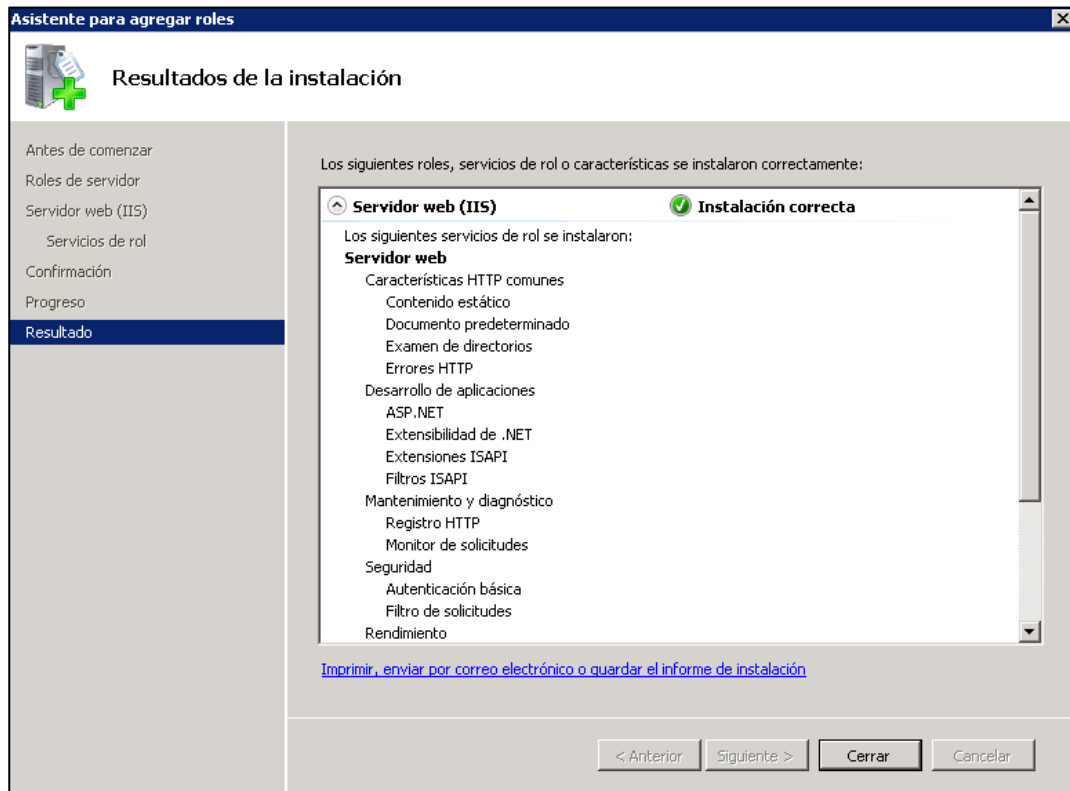 Asistente para agregar roles
Resultados de la instalación
Antes de comenzar
Roles de servidor
Servidor web (IIS)
Servicios de rol
Confirmación
Progreso
Resultado
Los siguientes roles, servicios de rol o características se instalaron correctamente:
Servidor web (IIS) Instalación correcta
Los siguientes servicios de rol se instalaron:
Servidor web
Características HTTP comunes
Contenido estático
Documento predeterminado
Examen de directorios
Errores HTTP
Desarrollo de aplicaciones
ASP.NET
Extensibilidad de .NET
Extensiones ISAPI
Filtros ISAPI
Mantenimiento y diagnóstico
Registro HTTP
Monitor de solicitudes
Seguridad
Autenticación básica
Filtro de solicitudes
Rendimiento
Imprimir, enviar por correo electrónico o guardar el informe de instalación
< Anterior Siguiente > Cerrar Cancelar